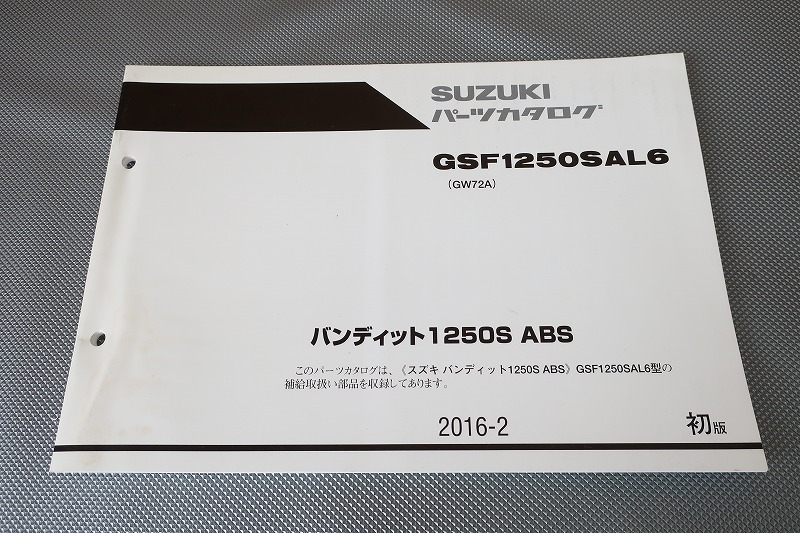 SUZUKI
パーツカタログ
GSF1250SAL6
(GW72A)
バンディット1250S ABS
このパーツカタログは、《スズキ バンディット1250S ABS》GSF1250SAL6型の
補給取扱い部品を収録してあります。
2016-2
初版